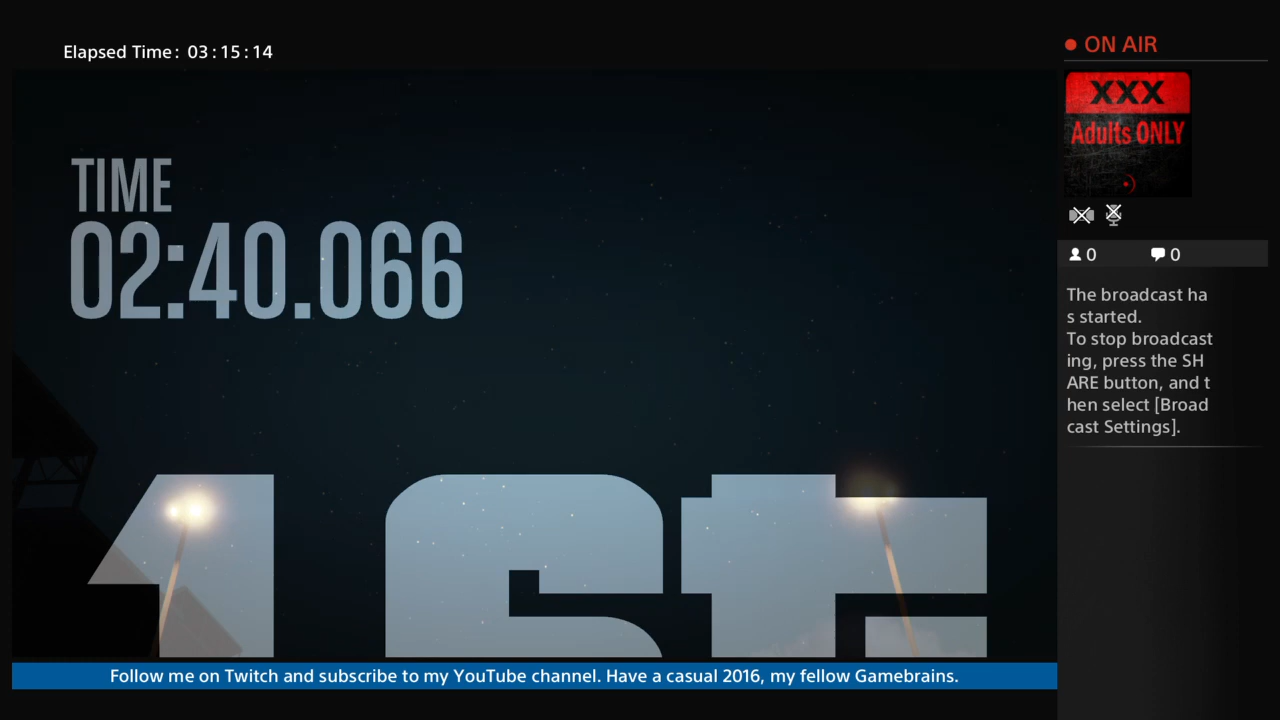 Elapsed Time: 03:15:14
ON AIR
XXX
Adults ONLY
0 0
TIME
02:40.066
1st
The broadcast ha
s started.
To stop broadcast
ing, press the SH
ARE button, and t
hen select [Broad
cast Settings].
Follow me on Twitch and subscribe to my YouTube channel. Have a casual 2016, my fellow Gamebrains.